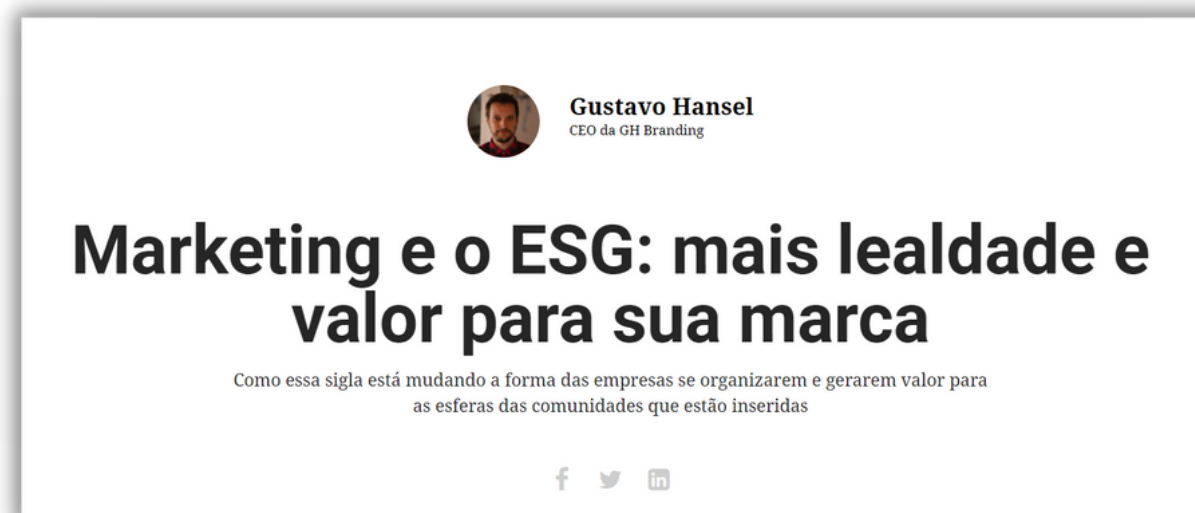 Gustavo Hansel
CEO da GH Branding
Marketing e o ESG: mais lealdade e
valor para sua marca
Como essa sigla está mudando a forma das empresas se organizarem e gerarem valor para
as esferas das comunidades que estão inseridas